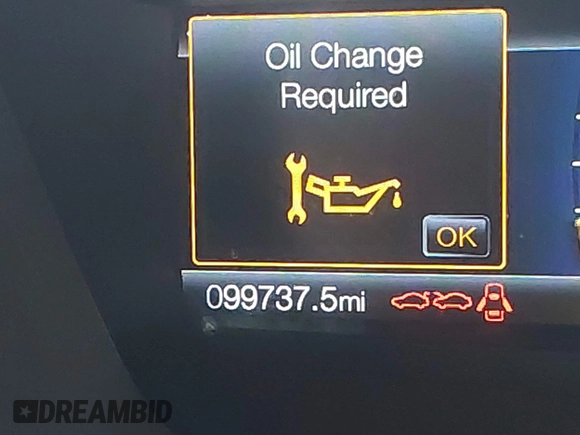 Oil Change
Required
OK
099737.5mi
DREAMBID